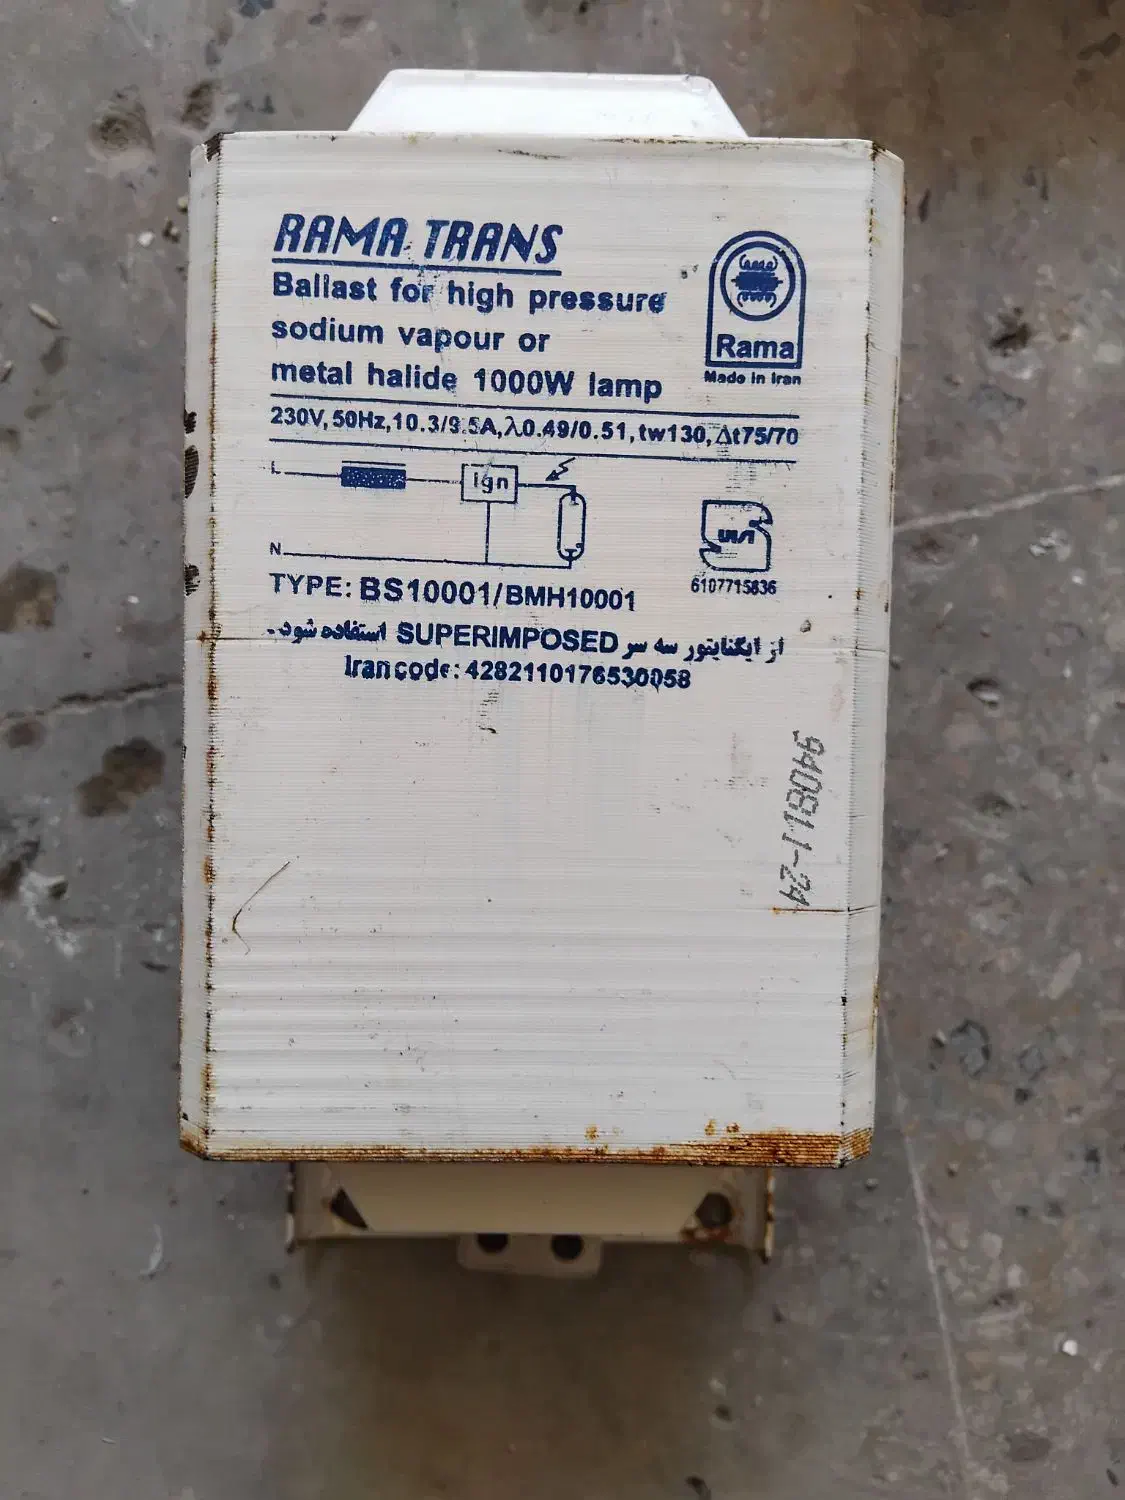 RAMA TRANS
Ballast for high pressure
sodium vapour or
metal halide 1000W lamp
Rama
Made in Iran
230V, 50Hz, 10.3/9.5A, λ0.49/0.51, tw130, Δt75/70
L
Ign
N
6107715836
TYPE: BS10001/BMH10001
از ایگنایتور سه سر SUPERIMPOSED استفاده شود.
Iran code: 4282110176530058
940811-24